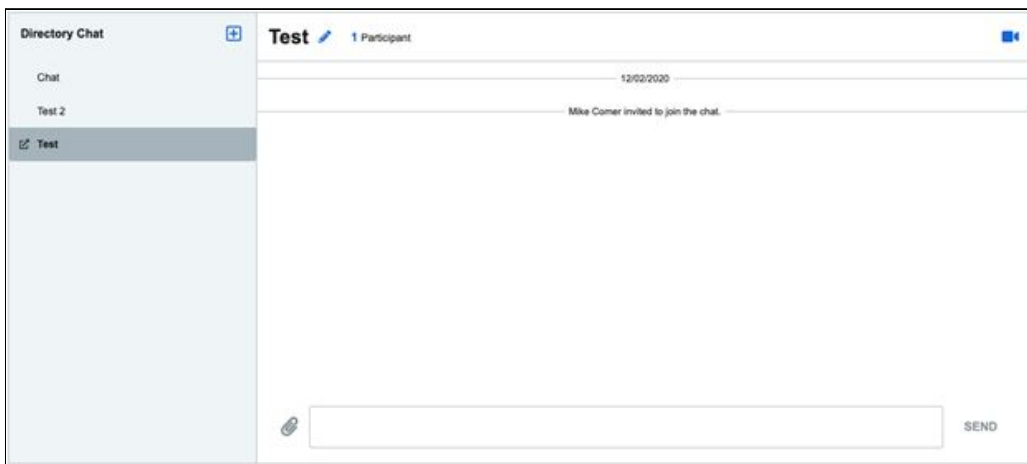 Directory Chat
Chat
Test 2
Test
Test
1 Participant
12/02/2020
Mike Comer invited to join the chat.
SEND